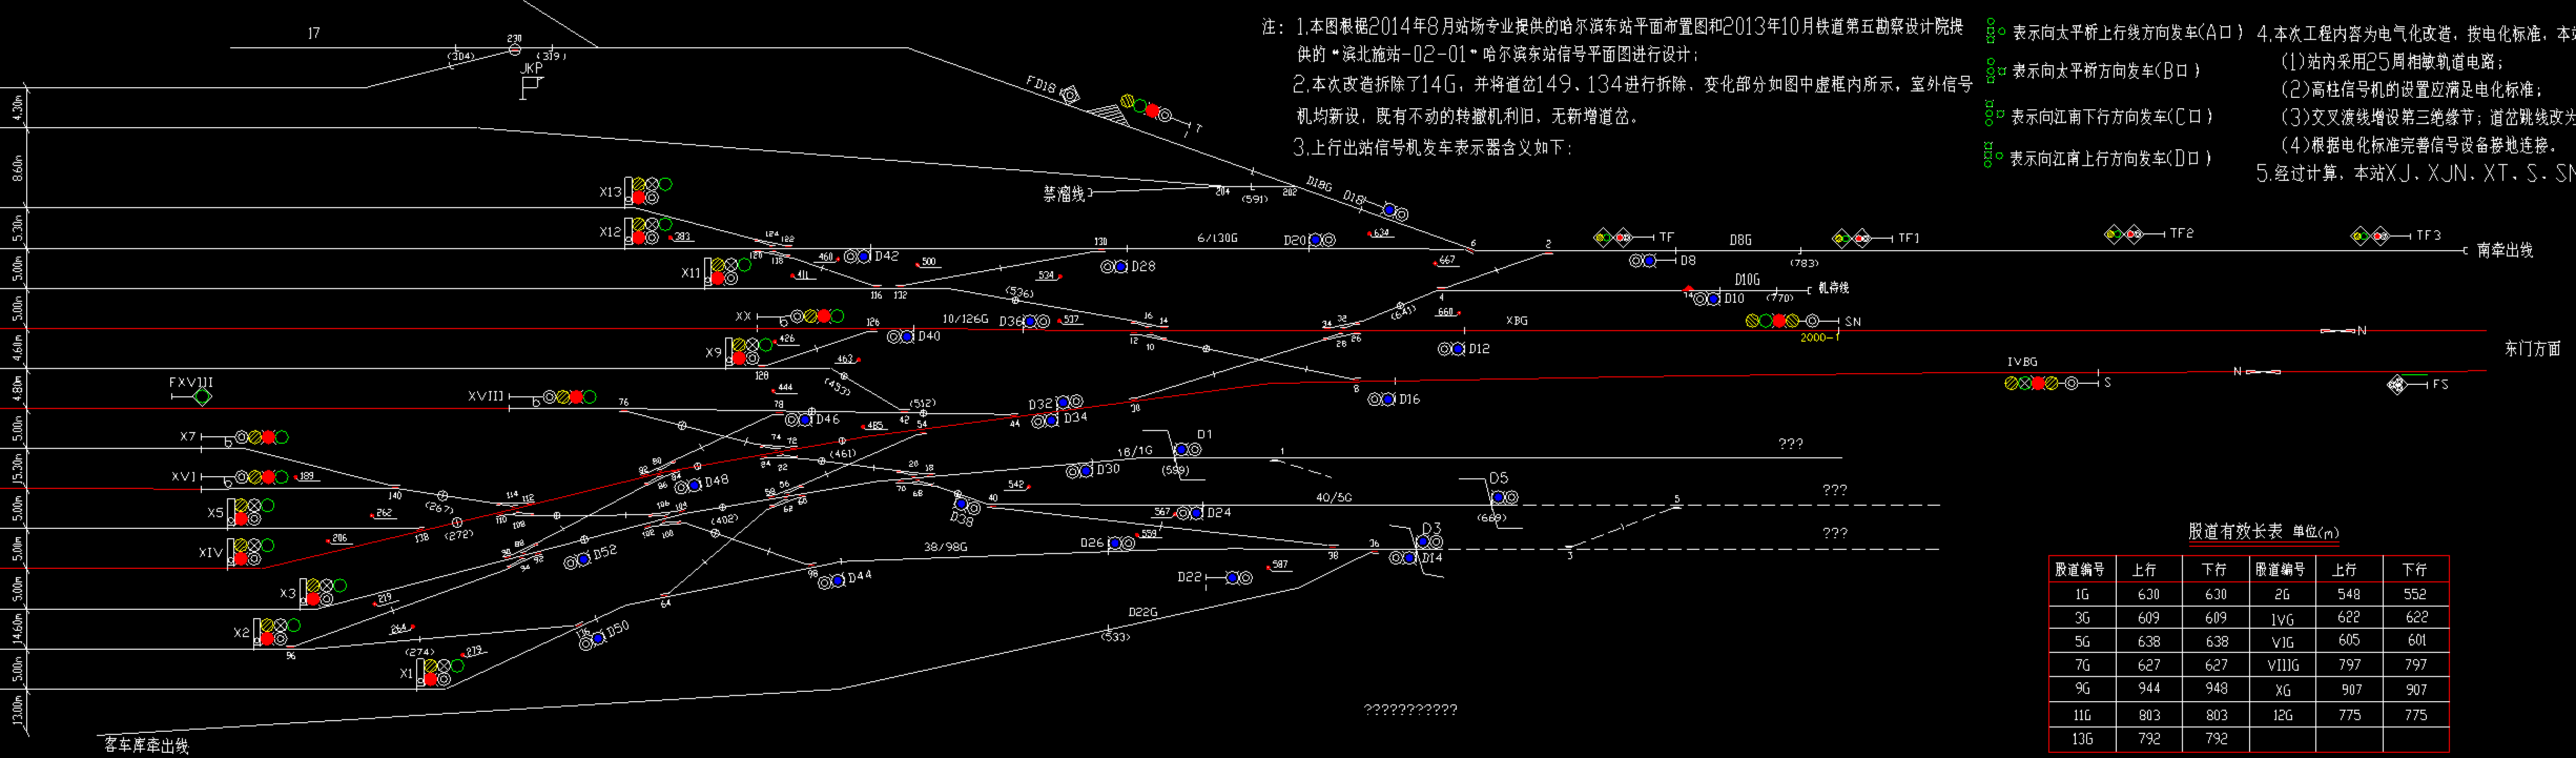 注: 1.本图根据2014年8月站场专业提供的哈尔滨东站平面布置图和2013年10月铁道第五勘察设计院提
供的“滨北施站-02-01”哈尔滨东站信号平面图进行设计;
2.本次改造拆除了14G,并将道岔149、134进行拆除,变化部分如图中虚框内所示,室外信号
机均新设,既有不动的转撤机利旧,无新增道岔。
3.上行出站信号机发车表示器含义如下:
表示向太平桥上行线方向发车(A口)
表示向太平桥方向发车(B口)
表示向江南下行方向发车(C口)
表示向江南上行方向发车(D口)
4.本次工程内容为电气化改造,按电化标准,本站
(1)站内采用25周相敏轨道电路;
(2)高柱信号机的设置应满足电化标准;
(3)交叉渡线增设第三绝缘节;道岔跳线改为
(4)根据电化标准完善信号设备接地连接。
5.经过计算,本站XJ、XJN、XT、S、SN
17
230
(304)
(319)
JKP
FD18
T
4.30m
8.60m
5.30m
5.00m
5.00m
4.60m
4.80m
5.00m
15.30m
5.00m
5.00m
5.00m
14.60m
5.00m
13.00m
禁溜线
204
(591)
202
D18G
D18
X13
X12
383
124
122
120
118
460
D42
411
500
130
6/130G
D20
634
6
2
TF
D8G
TF1
TF2
TF3
南牵出线
X11
D28
534
667
D8
(783)
116
132
(536)
4
D10G
14
D10
(770)
机待线
(641)
XX
126
10/126G
D36
537
16
14
34
32
660
XBG
SN
2000-1
N
426
D40
12
10
28
26
D12
东门方面
X9
128
463
(453)
IVBG
S
N
FS
FXVIII
444
8
XVIII
76
78
D46
(512)
42
54
D32
D34
44
30
D16
485
X7
74
72
84
22
(461)
20
18
18/1G
D1
(599)
1
???
82
80
86
84
D48
D30
XVI
189
140
(267)
114
112
110
108
58
56
60
62
70
68
D38
542
40
40/5G
D5
5
???
X5
262
138
(272)
106
104
(402)
102
100
567
D24
(669)
XIV
206
90
88
94
92
D52
559
D26
38/98G
38
36
D3
D14
3
???
98
D44
D22
587
X3
219
64
D22G
(533)
X2
264
136
D50
96
(274)
279
X1
客车库牵出线
???????????
股道有效长表 单位(m)
股道编号 上行 下行 股道编号 上行 下行
1G 630 630 2G 548 552
3G 609 609 IVG 622 622
5G 638 638 VIG 605 601
7G 627 627 VIIIG 797 797
9G 944 948 XG 907 907
11G 803 803 12G 775 775
13G 792 792